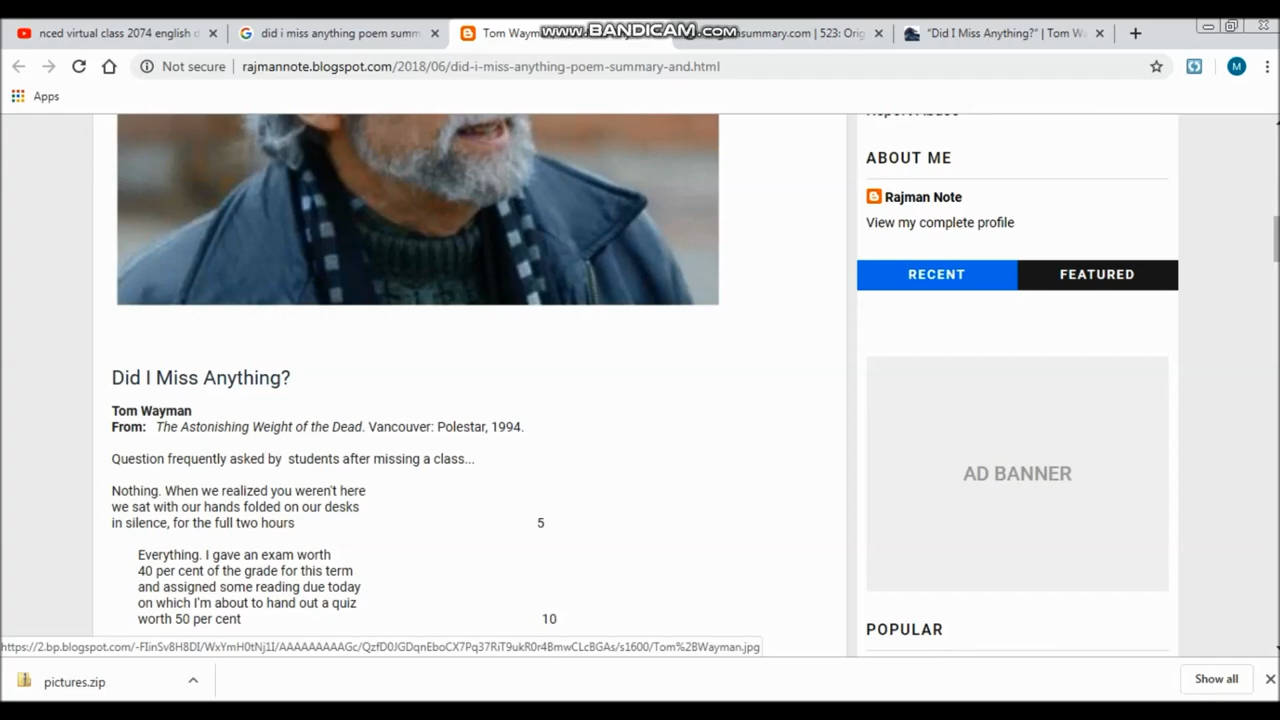 nced virtual class 2074 english d
did i miss anything poem summ
Tom Wayma
www.BANDICAM.com
summary.com | 523: Orig
"Did I Miss Anything?" | Tom W
Not secure
rajmannote.blogspot.com/2018/06/did-i-miss-anything-poem-summary-and.html
M
Apps
Report Abuse
ABOUT ME
Rajman Note
View my complete profile
RECENT
FEATURED
Did I Miss Anything?
Tom Wayman
From: The Astonishing Weight of the Dead. Vancouver: Polestar, 1994.
Question frequently asked by students after missing a class...
Nothing. When we realized you weren't here
we sat with our hands folded on our desks
in silence, for the full two hours 5
Everything. I gave an exam worth
40 per cent of the grade for this term
and assigned some reading due today
on which I'm about to hand out a quiz
worth 50 per cent 10
AD BANNER
POPULAR
https://2.bp.blogspot.com/-FIinSv8H8DI/WxYmH0tNj1I/AAAAAAAAAGc/QzfD0JGDqnEboCX7Pq37RiT9ukR0r4BmwCLcBGAs/s1600/Tom%2BWayman.jpg
pictures.zip
Show all